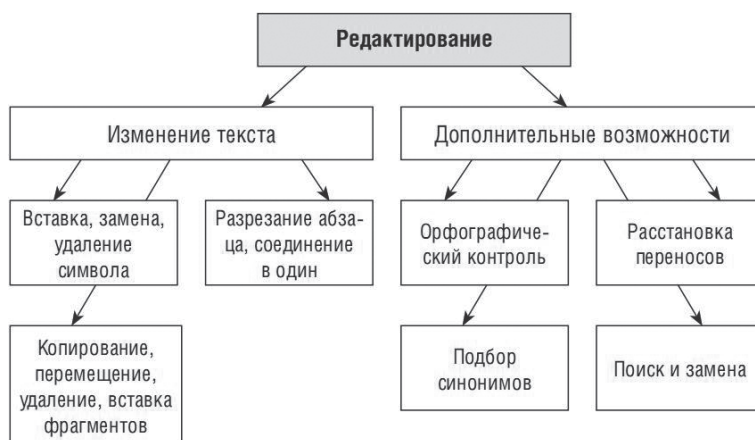 Редактирование
Изменение текста
Дополнительные возможности
Вставка, замена,
удаление
символа
Разрезание абза-
ца, соединение
в один
Орфографиче-
ский контроль
Расстановка
переносов
Копирование,
перемещение,
удаление, вставка
фрагментов
Подбор
синонимов
Поиск и замена